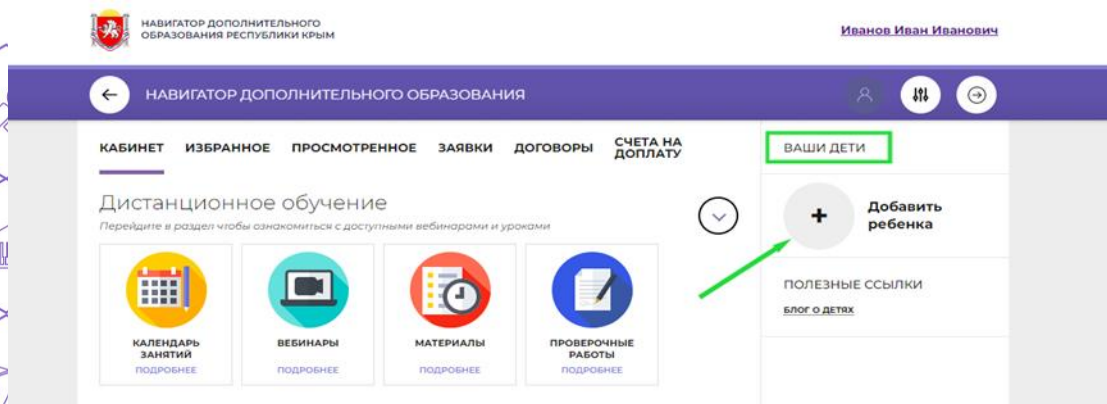 НАВИГАТОР ДОПОЛНИТЕЛЬНОГО
ОБРАЗОВАНИЯ РЕСПУБЛИКИ КРЫМ
Иванов Иван Иванович
НАВИГАТОР ДОПОЛНИТЕЛЬНОГО ОБРАЗОВАНИЯ
КАБИНЕТ ИЗБРАННОЕ ПРОСМОТРЕННОЕ ЗАЯВКИ ДОГОВОРЫ СЧЕТА НА
ДОПЛАТУ
Дистанционное обучение
Перейдите в раздел чтобы ознакомиться с доступными вебинарами и уроками
КАЛЕНДАРЬ
ЗАНЯТИЙ
ПОДРОБНЕЕ
ВЕБИНАРЫ
ПОДРОБНЕЕ
МАТЕРИАЛЫ
ПОДРОБНЕЕ
ПРОВЕРОЧНЫЕ
РАБОТЫ
ПОДРОБНЕЕ
ВАШИ ДЕТИ
+ Добавить
ребенка
ПОЛЕЗНЫЕ ССЫЛКИ
БЛОГ О ДЕТЯХ